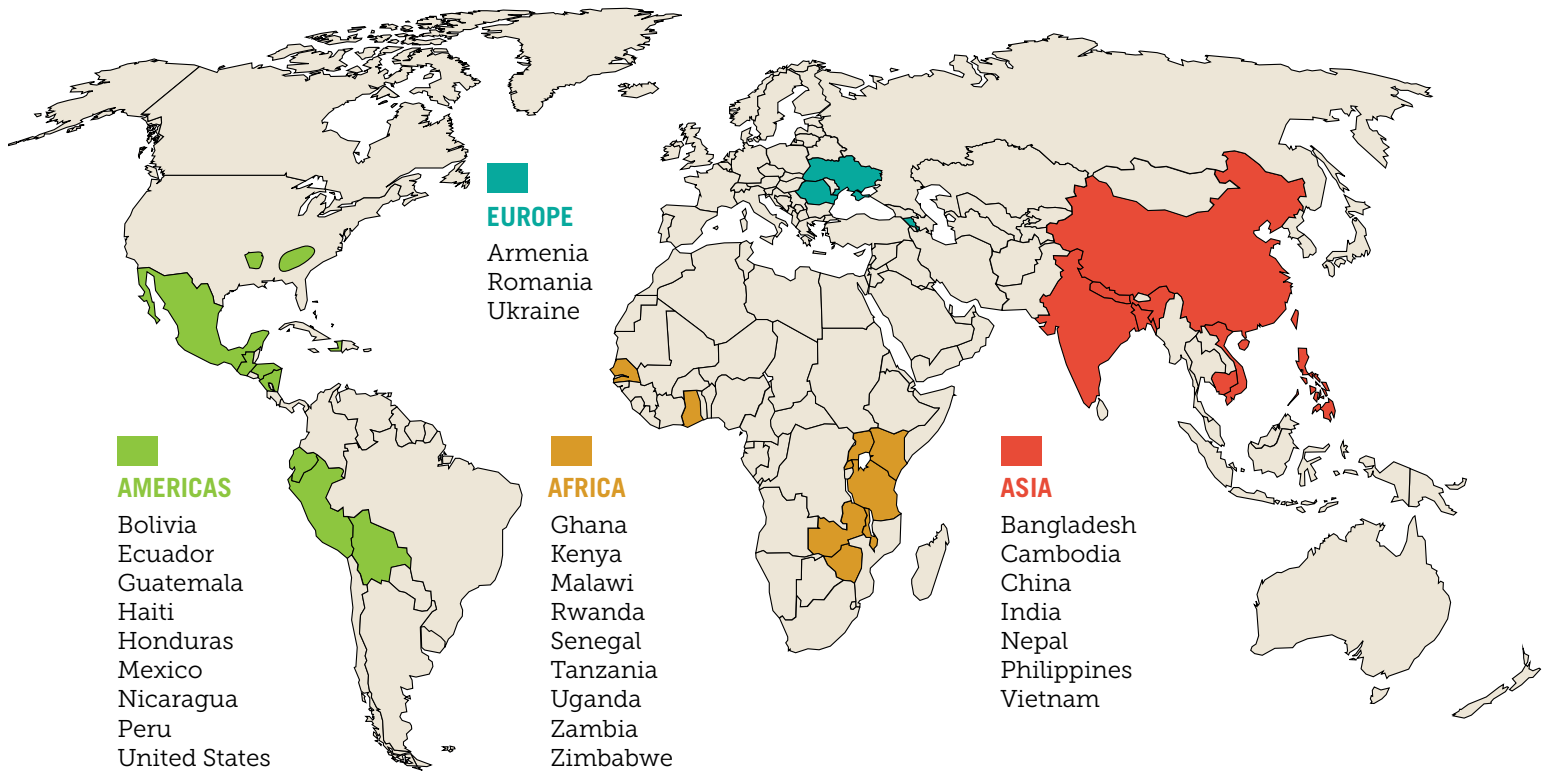 EUROPE
Armenia
Romania
Ukraine
AMERICAS
Bolivia
Ecuador
Guatemala
Haiti
Honduras
Mexico
Nicaragua
Peru
United States
AFRICA
Ghana
Kenya
Malawi
Rwanda
Senegal
Tanzania
Uganda
Zambia
Zimbabwe
ASIA
Bangladesh
Cambodia
China
India
Nepal
Philippines
Vietnam